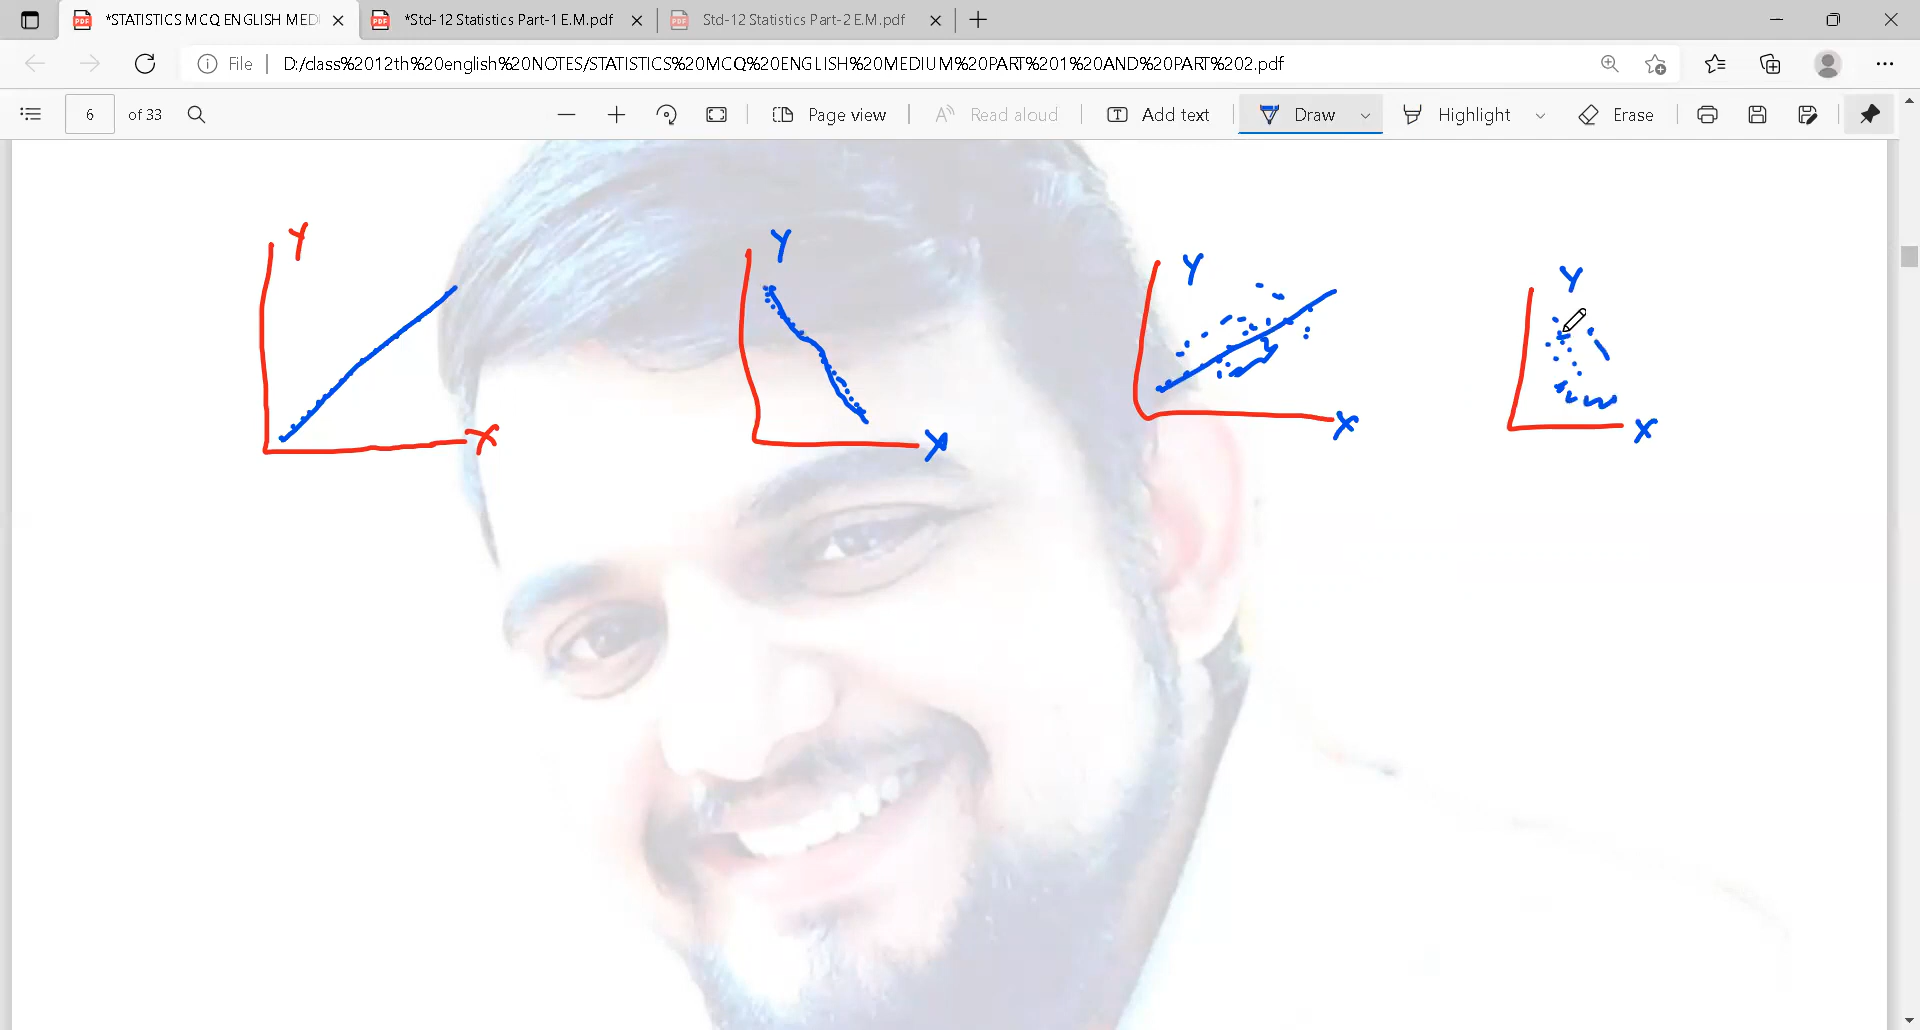 *STATISTICS MCQ ENGLISH MED
*Std-12 Statistics Part-1 E.M.pdf
Std-12 Statistics Part-2 E.M.pdf
File
D:/class%2012th%20english%20NOTES/STATISTICS%20MCQ%20ENGLISH%20MEDIUM%20PART%201%20AND%20PART%202.pdf
6 of 33
Page view
Read aloud
Add text
Draw
Highlight
Erase
Y
X
Y
X
Y
X
Y
X